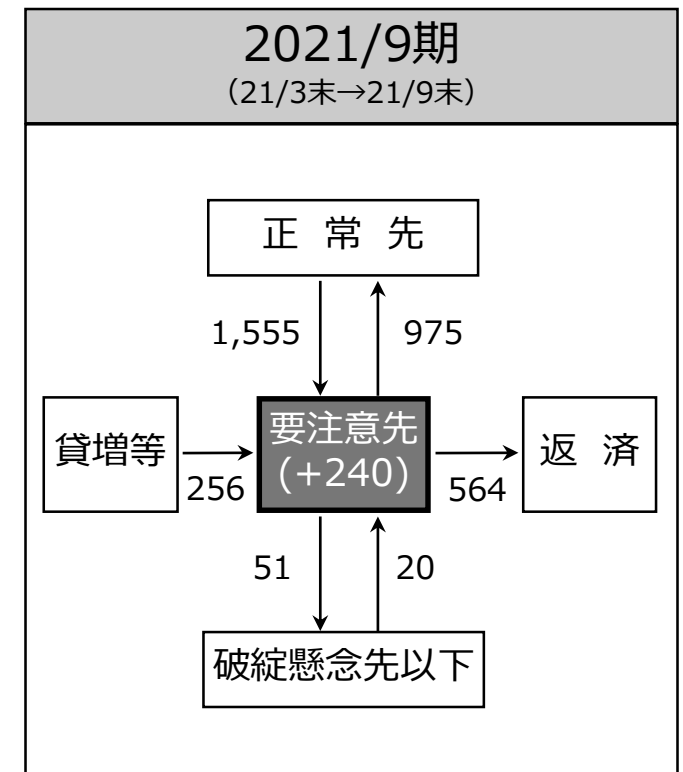 2021/9期
（21/3末→21/9末）
正 常 先
1,555
975
貸増等
256
要注意先
(+240)
564
返 済
51
20
破綻懸念先以下